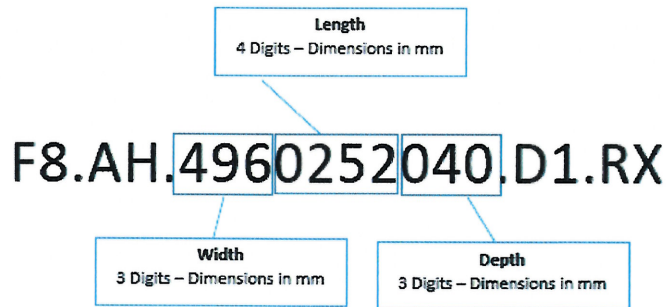 Length
4 Digits – Dimensions in mm
F8.AH.4960252040.D1.RX
Width
3 Digits – Dimensions in mm
Depth
3 Digits – Dimensions in mm